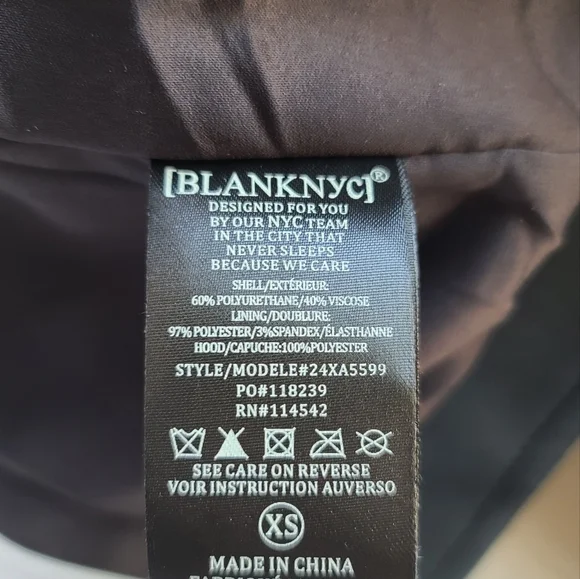 [BLANKNYC]®
DESIGNED FOR YOU
BY OUR NYC TEAM
IN THE CITY THAT
NEVER SLEEPS
BECAUSE WE CARE
SHELL/EXTÉRIEUR:
60% POLYURETHANE/40% VISCOSE
LINING/DOUBLURE:
97% POLYESTER/3%SPANDEX/ÉLASTHANNE
HOOD/CAPUCHE:100%POLYESTER
STYLE/MODELE#24XA5599
PO#118239
RN#114542
SEE CARE ON REVERSE
VOIR INSTRUCTION AUVERSO
XS
MADE IN CHINA